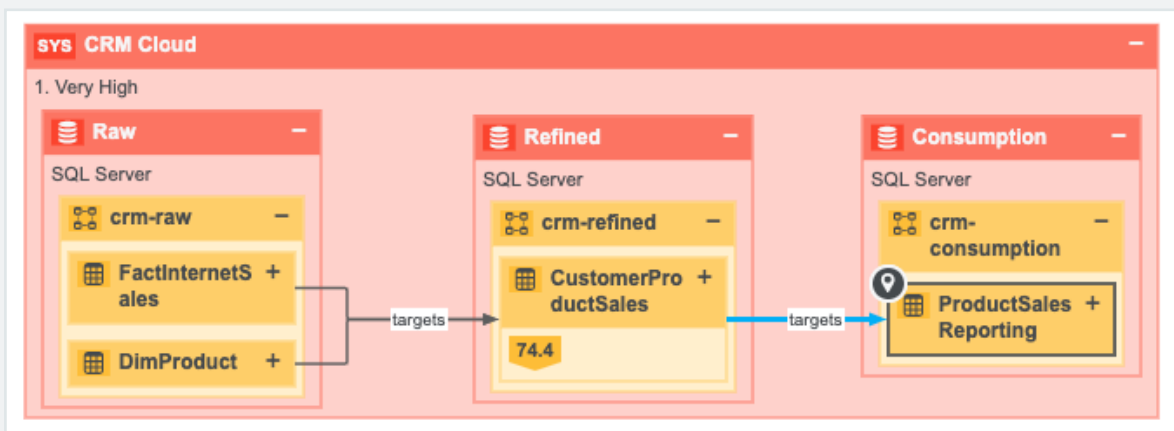 SYS CRM Cloud
1. Very High
Raw
SQL Server
crm-raw
FactInternetS
ales
DimProduct
targets
Refined
SQL Server
crm-refined
CustomerPro
ductSales
74.4
targets
Consumption
SQL Server
crm-
consumption
ProductSales
Reporting